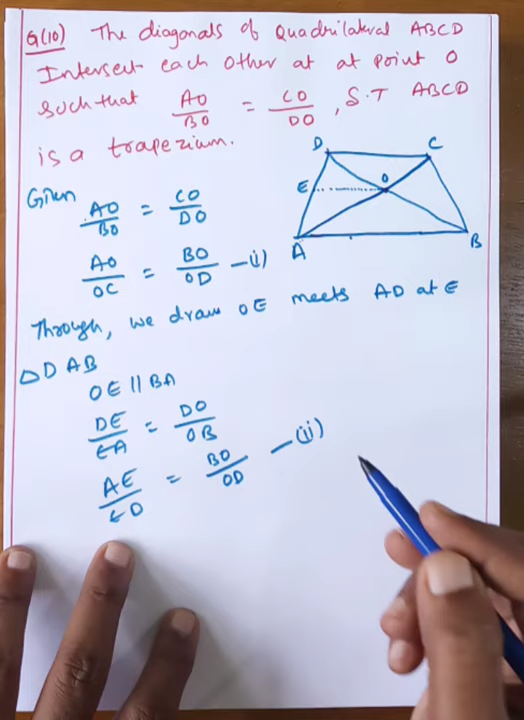 Q(10) The diagonals of Quadrilateral ABCD
Intersect each other at at point O
such that AO/BO = CO/DO, S.T ABCD
is a trapezium.
Given AO/BO = CO/DO
AO/OC = BO/OD —(i)
Through, we draw OE meets AD at E
△DAB
OE || BA
DE/EA = DO/OB
AE/ED = BO/OD —(ii)
D C
E O
A B